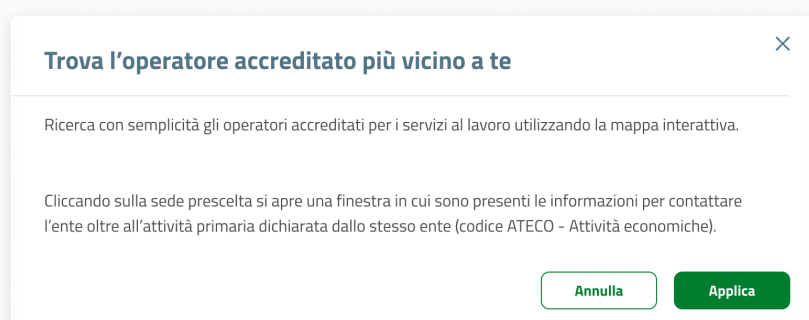 Trova l’operatore accreditato più vicino a te
Ricerca con semplicità gli operatori accreditati per i servizi al lavoro utilizzando la mappa interattiva.
Cliccando sulla sede prescelta si apre una finestra in cui sono presenti le informazioni per contattare
l’ente oltre all’attività primaria dichiarata dallo stesso ente (codice ATECO - Attività economiche).
Annulla
Applica